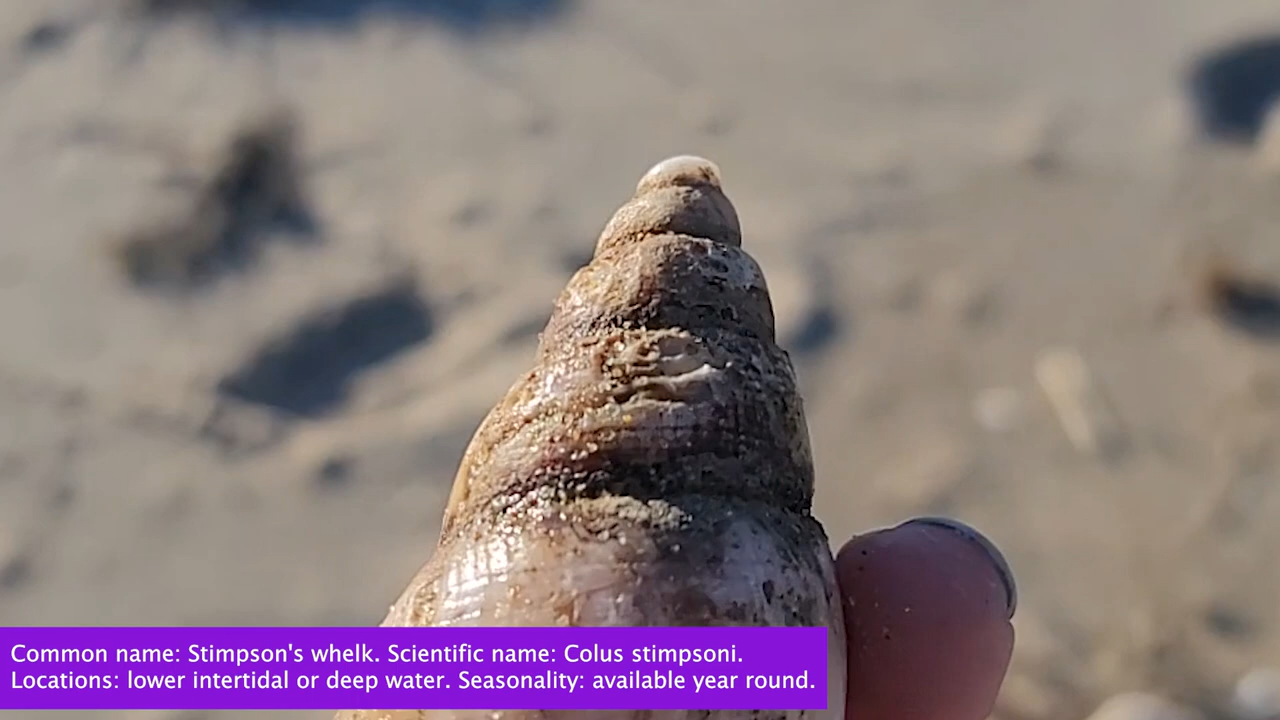 Common name: Stimpson's whelk. Scientific name: Colus stimpsoni.
Locations: lower intertidal or deep water. Seasonality: available year round.